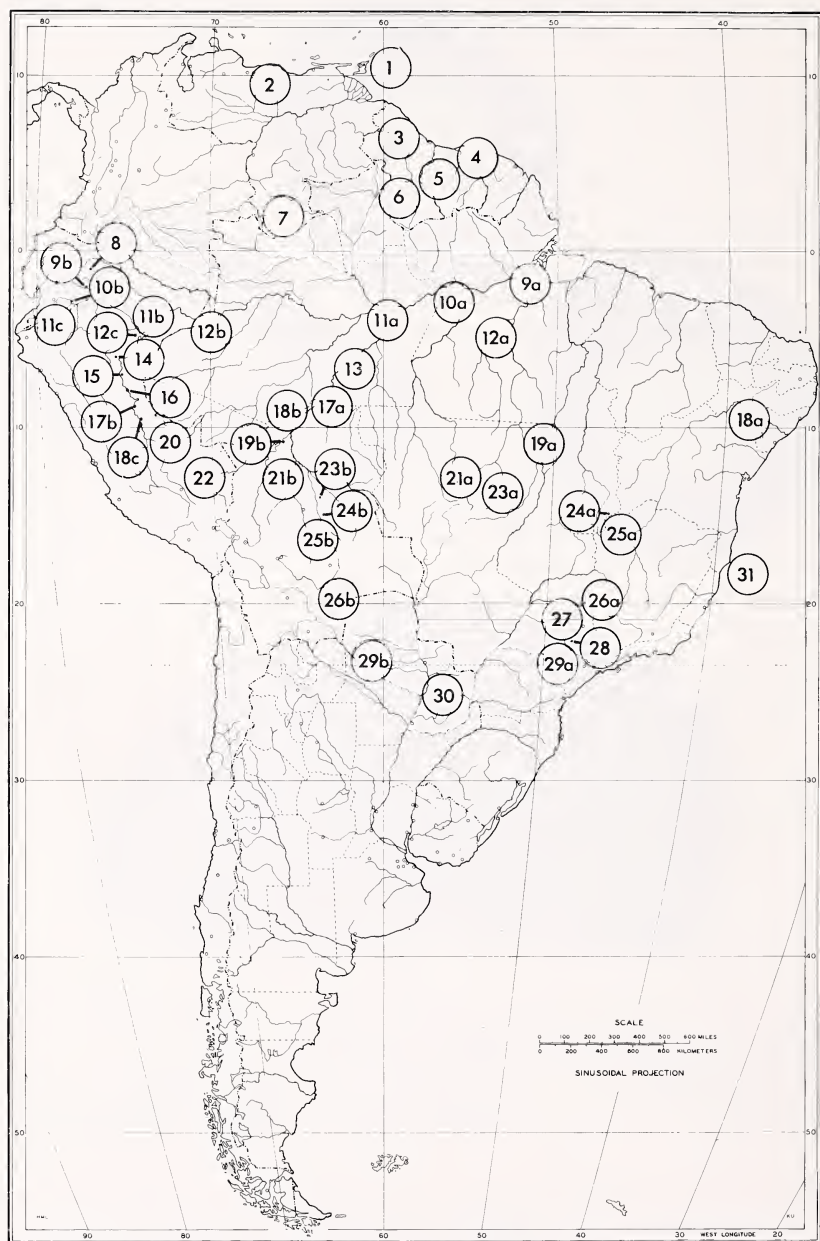 80 70 60 50 40
10 10
1
2
3
4
5
6
7
0 0
8
9b
9a
10b
10a
11b
11c
11a
12c
12b
12a
13
14
15
16
10 10
17b
17a
18b
18a
18c
19b
19a
20
21b
21a
22
23b
23a
24b
24a
25b
25a
31
26b
26a
20 20
27
28
29b
29a
30
30 30
40 40
SCALE
0 100 200 300 400 500 600 MILES
0 200 400 600 800 KILOMETERS
SINUSOIDAL PROJECTION
50 50
KU
90 80 70 60 50 40 30 WEST LONGITUDE 20